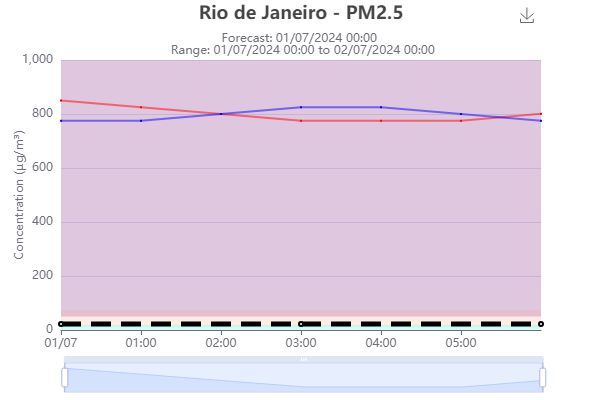 Rio de Janeiro - PM2.5
Forecast: 01/07/2024 00:00
Range: 01/07/2024 00:00 to 02/07/2024 00:00
Concentration (µg/m³)
1,000
800
600
400
200
0
01/07 01:00 02:00 03:00 04:00 05:00